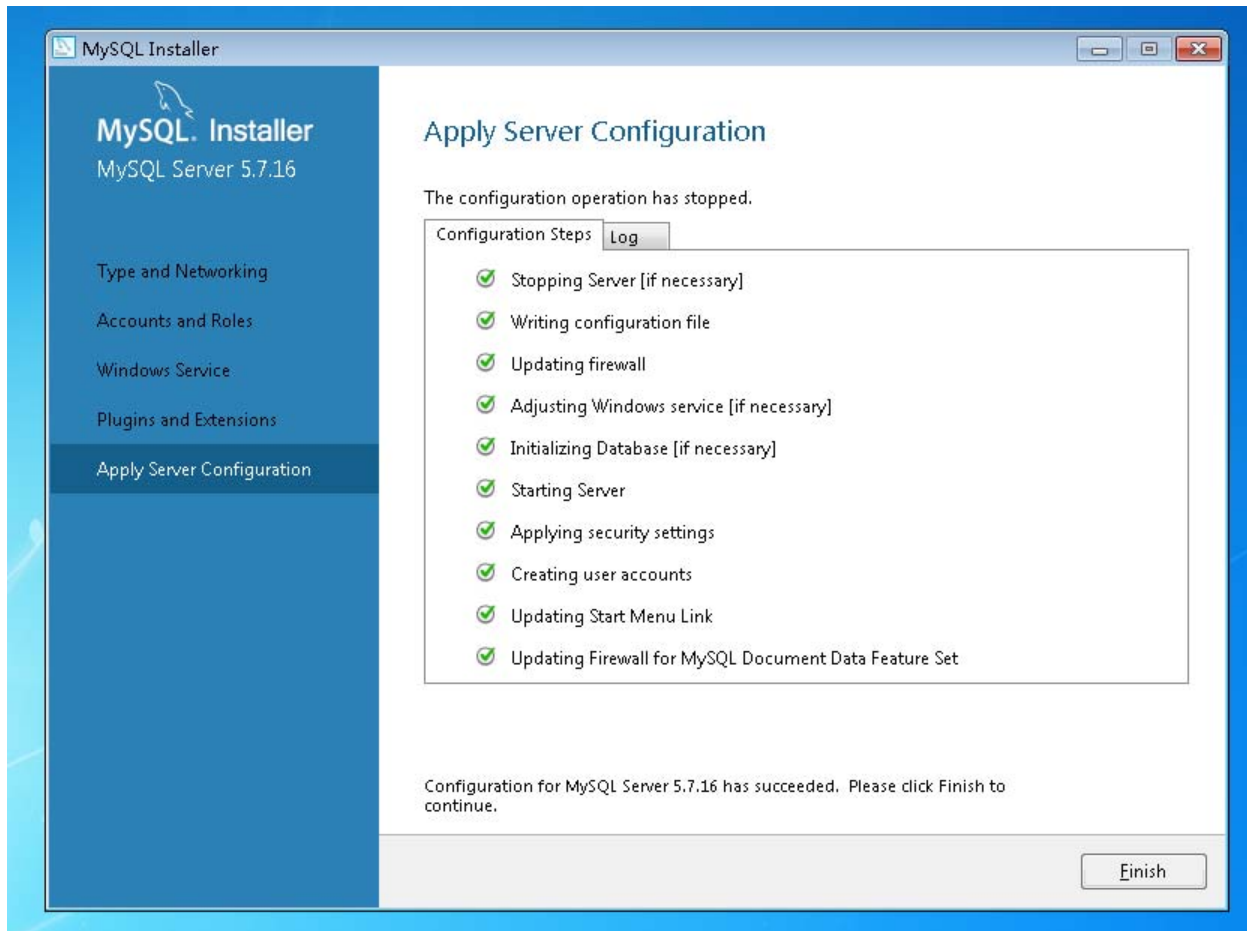 MySQL Installer
MySQL. Installer
MySQL Server 5.7.16
Type and Networking
Accounts and Roles
Windows Service
Plugins and Extensions
Apply Server Configuration
Apply Server Configuration
The configuration operation has stopped.
Configuration Steps Log
Stopping Server [if necessary]
Writing configuration file
Updating firewall
Adjusting Windows service [if necessary]
Initializing Database [if necessary]
Starting Server
Applying security settings
Creating user accounts
Updating Start Menu Link
Updating Firewall for MySQL Document Data Feature Set
Configuration for MySQL Server 5.7.16 has succeeded. Please click Finish to
continue.
Finish